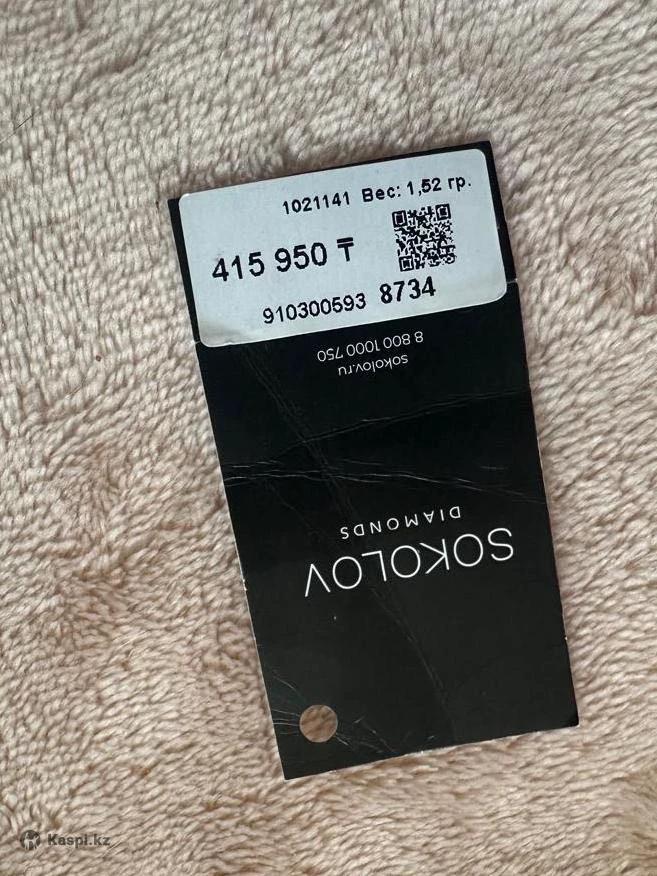 1021141 Вес: 1,52 гр.
415 950 ₸
910300593 8734
SOKOLOV
DIAMONDS
sokolov.ru
8 800 1000 750
Kaspi.kz